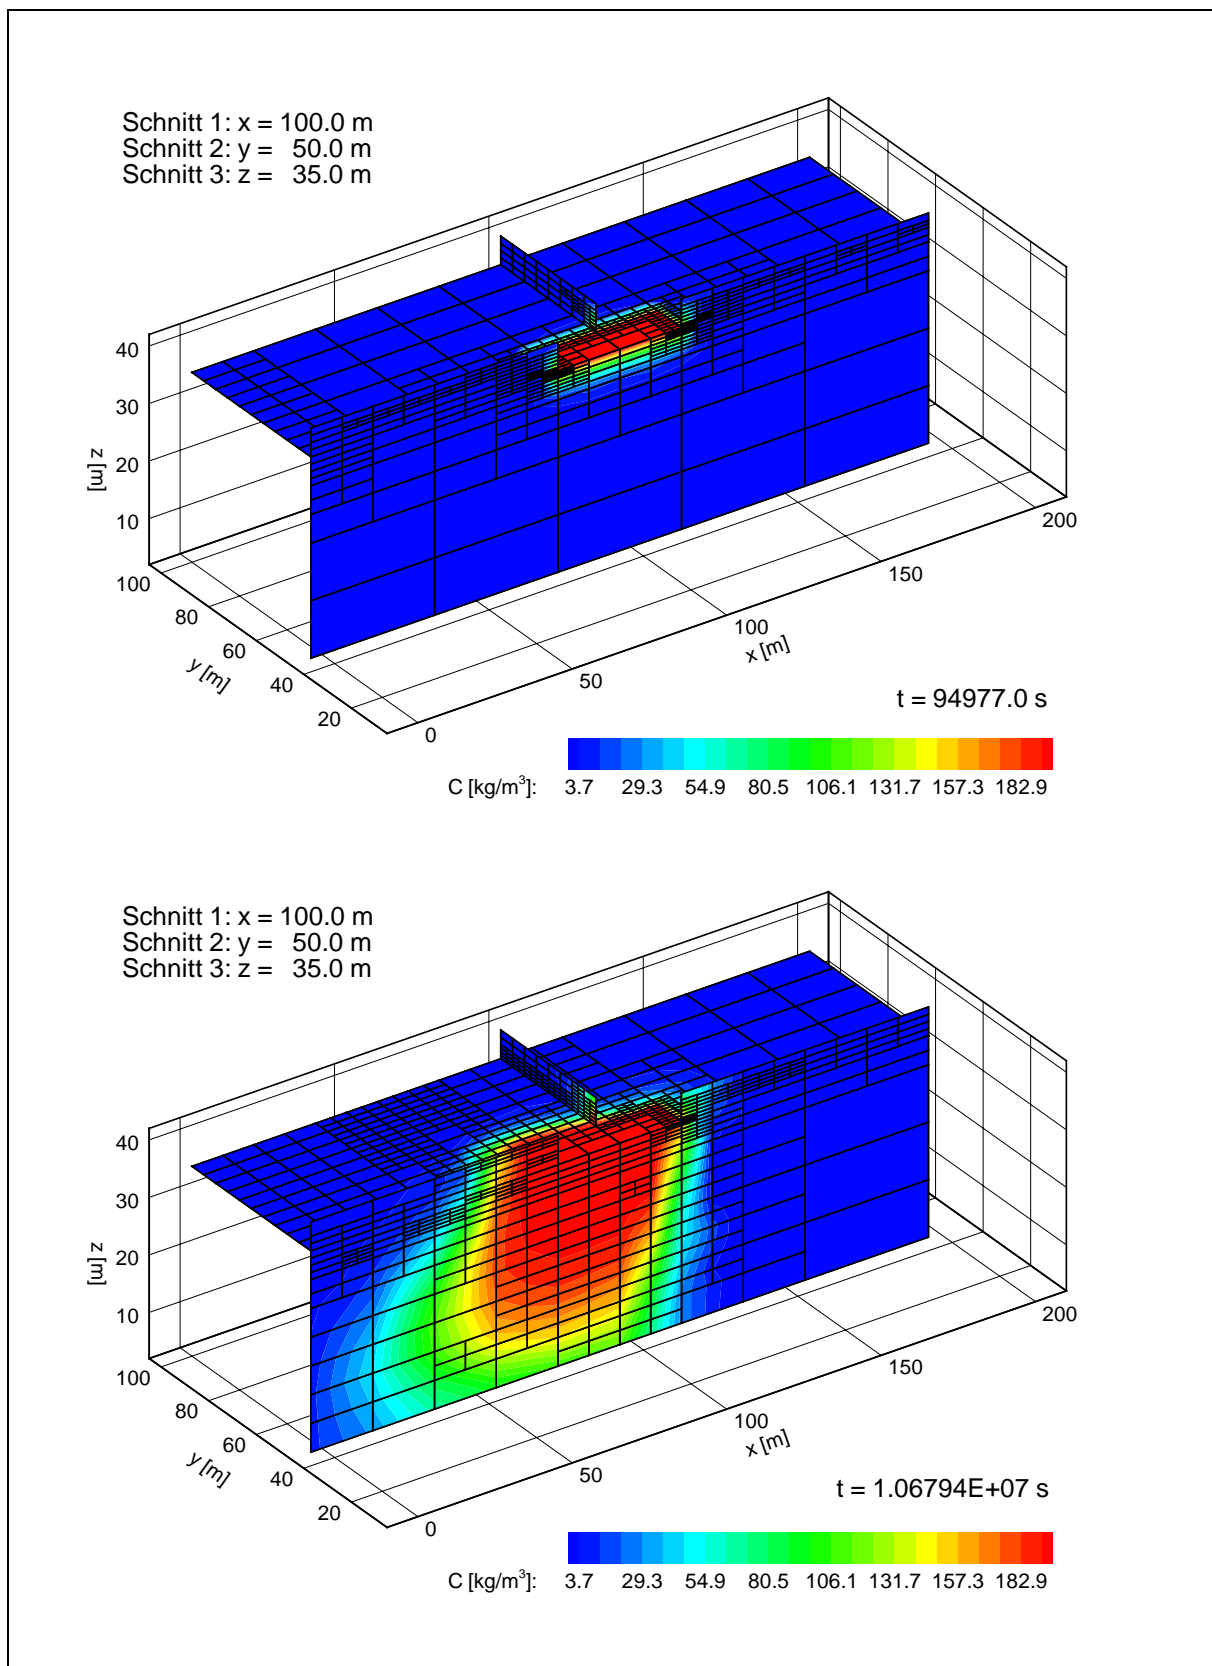 Schnitt 1: x = 100.0 m
Schnitt 2: y = 50.0 m
Schnitt 3: z = 35.0 m
40
30
20
10
z [m]
100
80
60
40
20
y [m]
0
50
100
150
200
x [m]
t = 94977.0 s
C [kg/m³]: 3.7 29.3 54.9 80.5 106.1 131.7 157.3 182.9
Schnitt 1: x = 100.0 m
Schnitt 2: y = 50.0 m
Schnitt 3: z = 35.0 m
40
30
20
10
z [m]
100
80
60
40
20
y [m]
0
50
100
150
200
x [m]
t = 1.06794E+07 s
C [kg/m³]: 3.7 29.3 54.9 80.5 106.1 131.7 157.3 182.9